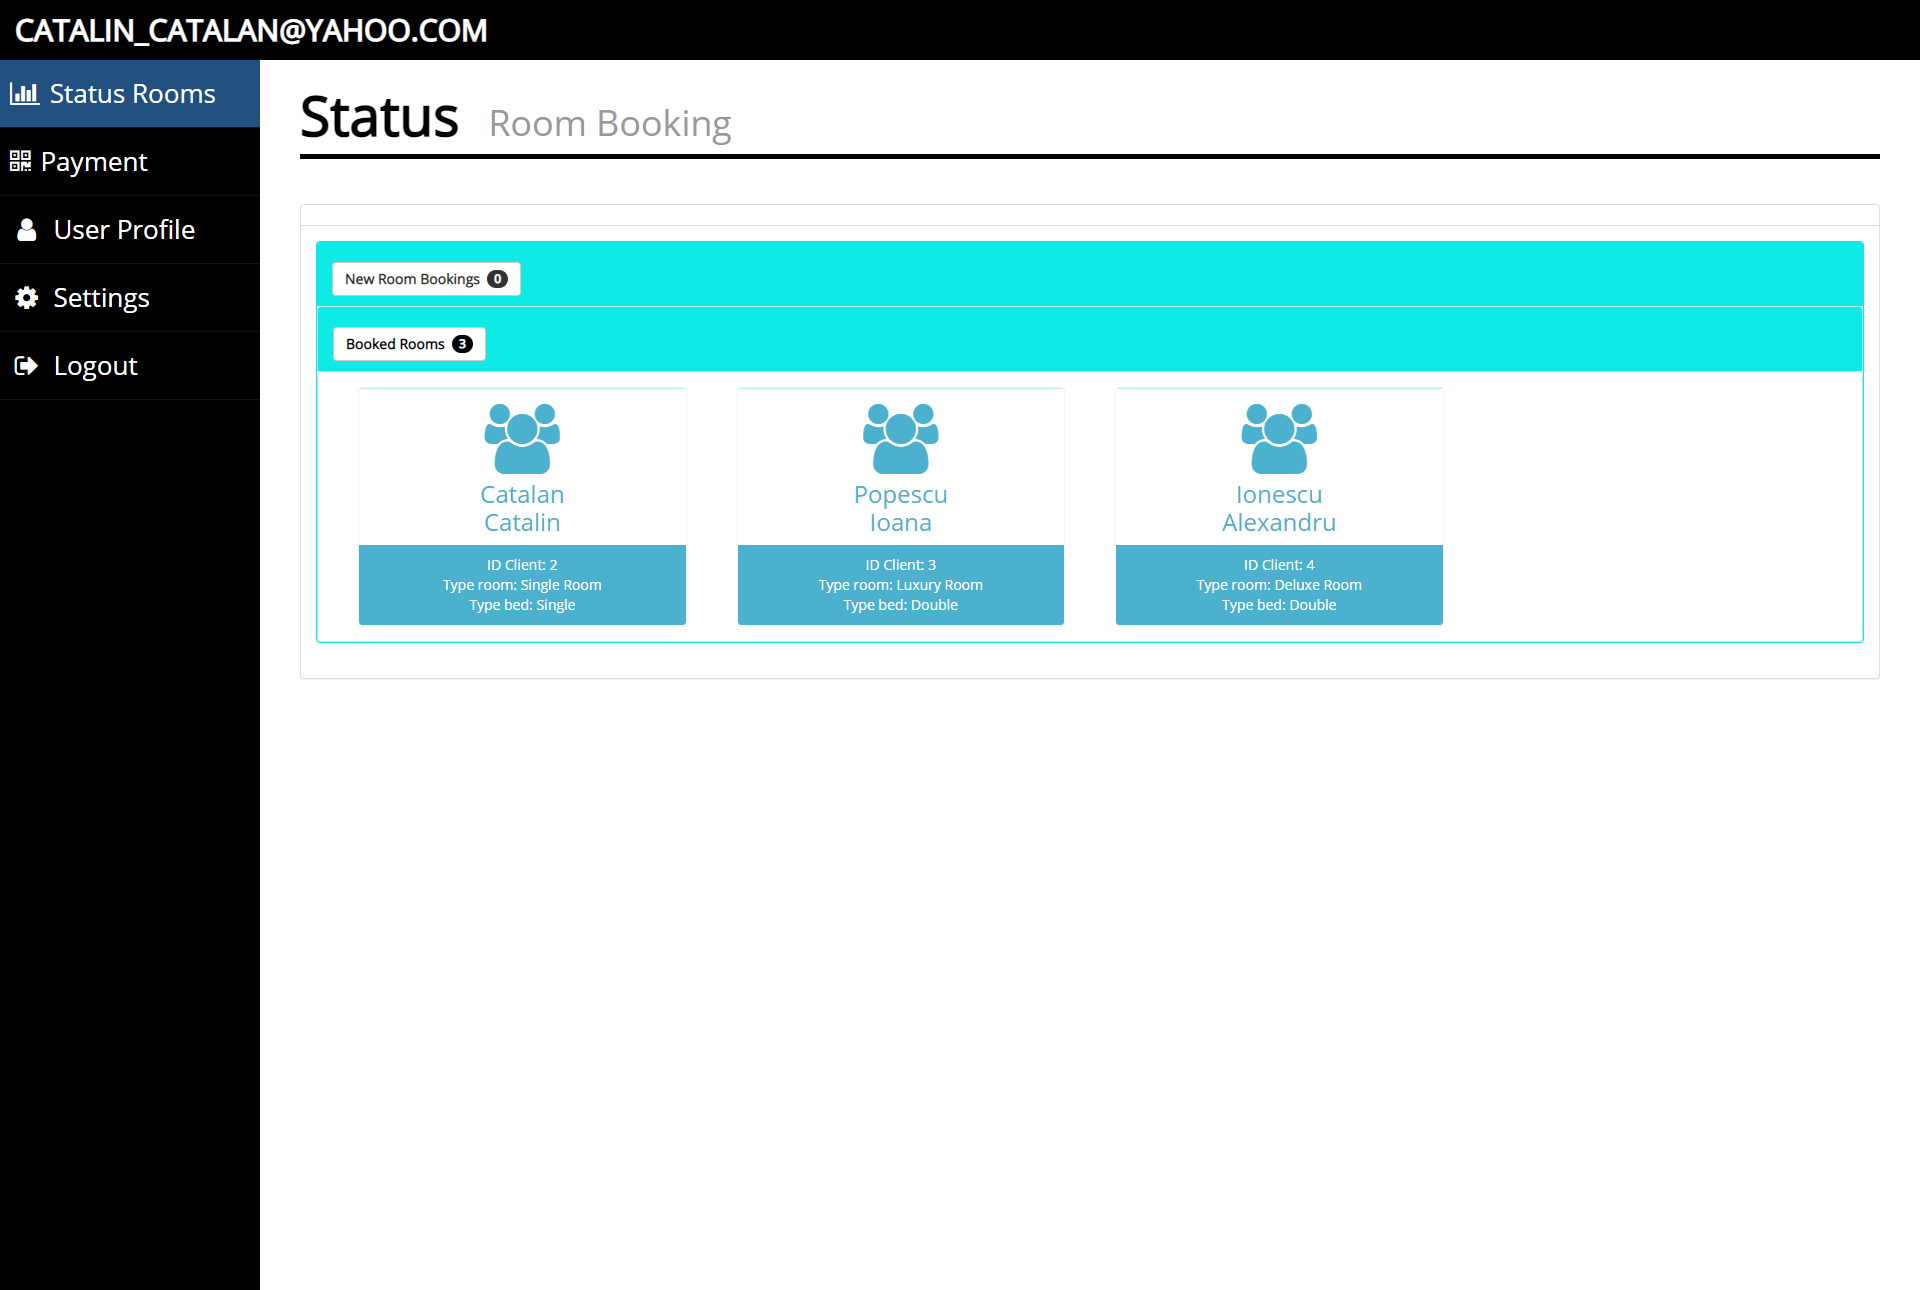 CATALIN_CATALAN@YAHOO.COM
Status Rooms
Payment
User Profile
Settings
Logout
Status Room Booking
New Room Bookings 0
Booked Rooms 3
Catalan
Catalin
ID Client: 2
Type room: Single Room
Type bed: Single
Popescu
Ioana
ID Client: 3
Type room: Luxury Room
Type bed: Double
Ionescu
Alexandru
ID Client: 4
Type room: Deluxe Room
Type bed: Double